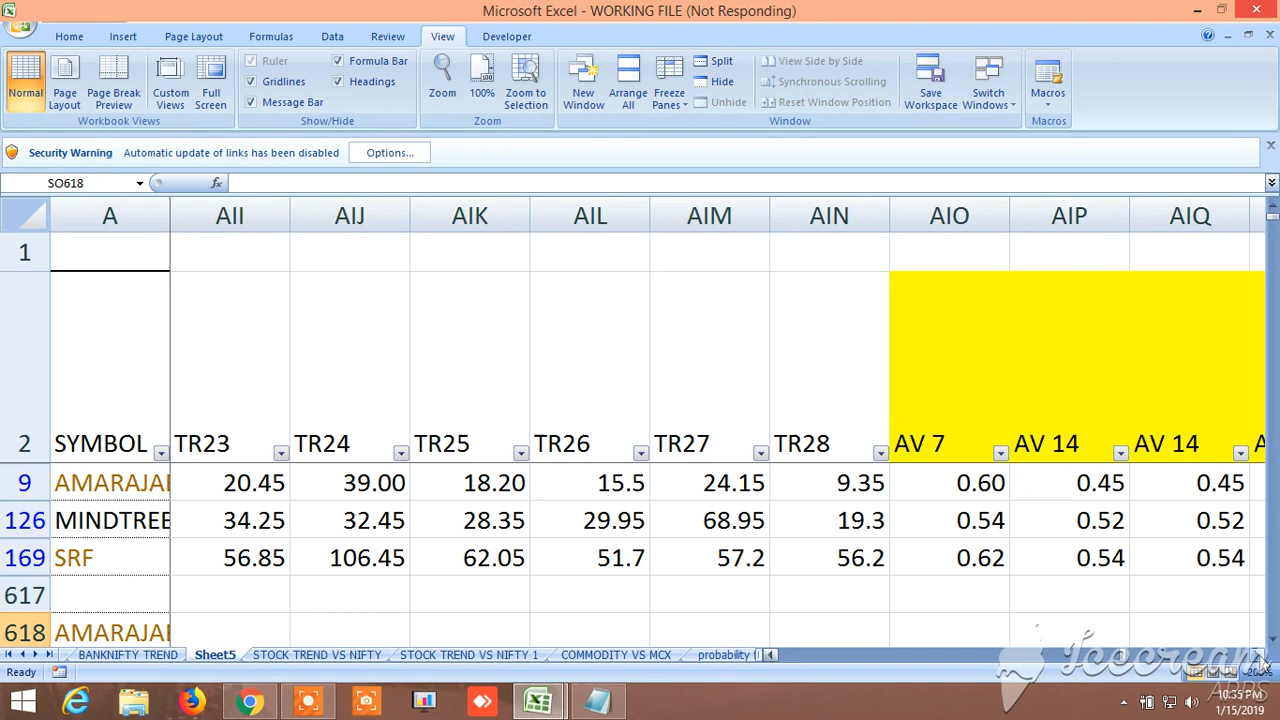 Microsoft Excel - WORKING FILE (Not Responding)
Home Insert Page Layout Formulas Data Review View Developer
Normal Page Layout Page Break Preview Custom Views Full Screen
Workbook Views
Ruler Formula Bar
Gridlines Headings
Message Bar
Show/Hide
Zoom 100% Zoom to Selection
Zoom
New Window Arrange All Freeze Panes
Split
Hide
Unhide
View Side by Side
Synchronous Scrolling
Reset Window Position
Window
Save Workspace Switch Windows
Macros
Macros
Security Warning Automatic update of links has been disabled Options...
SO618 fx
A AII AIJ AIK AIL AIM AIN AIO AIP AIQ
1
2 SYMBOL TR23 TR24 TR25 TR26 TR27 TR28 AV 7 AV 14 AV 14 A
9 AMARAJAB 20.45 39.00 18.20 15.5 24.15 9.35 0.60 0.45 0.45
126 MINDTREE 34.25 32.45 28.35 29.95 68.95 19.3 0.54 0.52 0.52
169 SRF 56.85 106.45 62.05 51.7 57.2 56.2 0.62 0.54 0.54
617
618 AMARAJAB
BANKNIFTY TREND Sheet5 STOCK TREND VS NIFTY STOCK TREND VS NIFTY 1 COMMODITY VS MCX probability
Ready 200%
Icecream
APPS
10:35 PM
1/15/2019